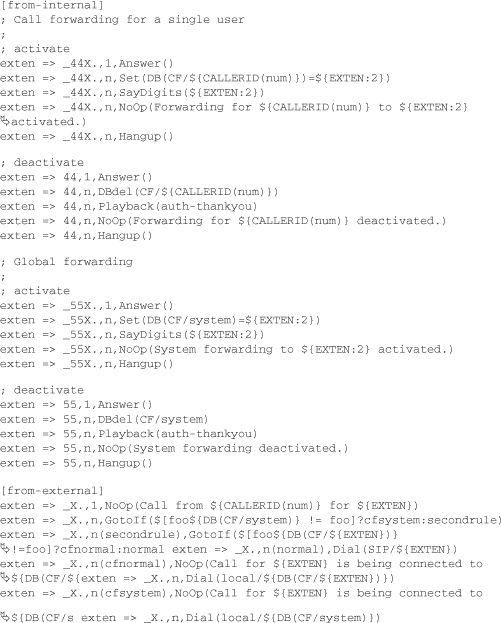 [from-internal]
; Call forwarding for a single user
;
; activate
exten => _44X.,1,Answer()
exten => _44X.,n,Set(DB(CF/${CALLERID(num)})=${EXTEN:2})
exten => _44X.,n,SayDigits(${EXTEN:2})
exten => _44X.,n,NoOp(Forwarding for ${CALLERID(num)} to ${EXTEN:2}
↳activated.)
exten => _44X.,n,Hangup()
; deactivate
exten => 44,1,Answer()
exten => 44,n,DBdel(CF/${CALLERID(num)})
exten => 44,n,Playback(auth-thankyou)
exten => 44,n,NoOp(Forwarding for ${CALLERID(num)} deactivated.)
exten => 44,n,Hangup()
; Global forwarding
;
; activate
exten => _55X.,1,Answer()
exten => _55X.,n,Set(DB(CF/system)=${EXTEN:2})
exten => _55X.,n,SayDigits(${EXTEN:2})
exten => _55X.,n,NoOp(System forwarding to ${EXTEN:2} activated.)
exten => _55X.,n,Hangup()
; deactivate
exten => 55,1,Answer()
exten => 55,n,DBdel(CF/system)
exten => 55,n,Playback(auth-thankyou)
exten => 55,n,NoOp(System forwarding deactivated.)
exten => 55,n,Hangup()
[from-external]
exten => _X.,1,NoOp(Call from ${CALLERID(num)} for ${EXTEN})
exten => _X.,n,GotoIf($[foo${DB(CF/system)} != foo]?cfsystem:secondrule)
exten => _X.,n(secondrule),GotoIf($[foo${DB(CF/${EXTEN})}
↳!=foo]?cfnormal:normal exten => _X.,n(normal),Dial(SIP/${EXTEN})
exten => _X.,n(cfnormal),NoOp(Call for ${EXTEN} is being connected to
↳${DB(CF/${exten => _X.,n,Dial(local/${DB(CF/${EXTEN})})
exten => _X.,n(cfsystem),NoOp(Call for ${EXTEN} is being connected to
↳${DB(CF/s exten => _X.,n,Dial(local/${DB(CF/system)})